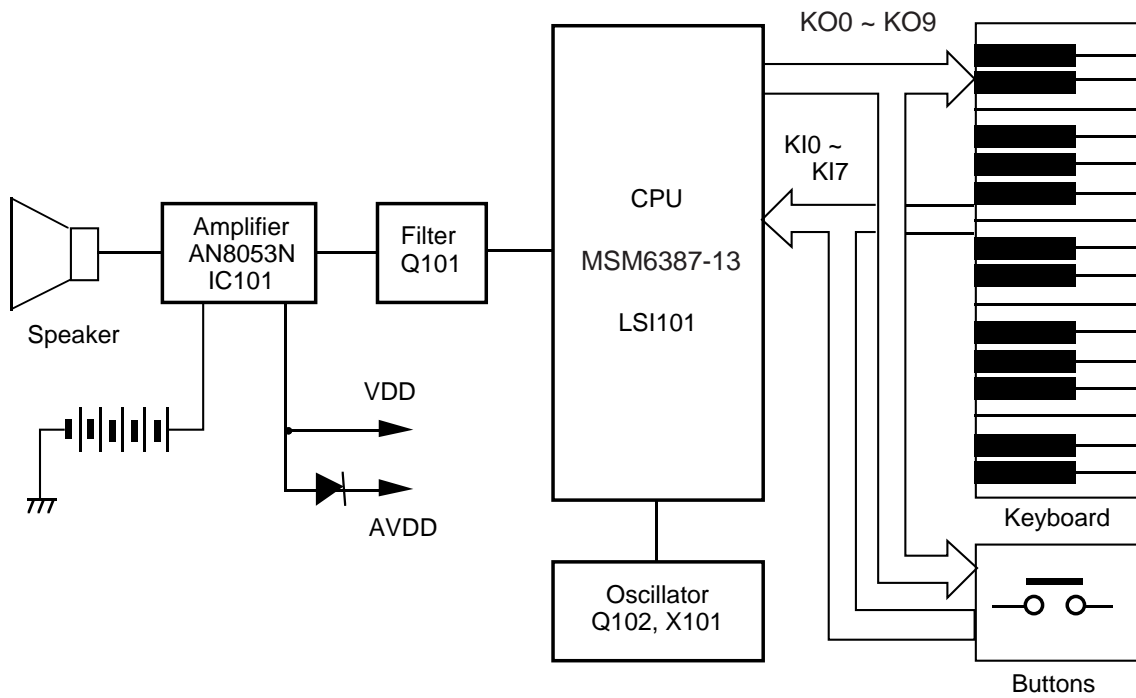 KO0 ~ KO9
KI0 ~
KI7
CPU
MSM6387-13
LSI101
Amplifier
AN8053N
IC101
Filter
Q101
Speaker
VDD
AVDD
Keyboard
Oscillator
Q102, X101
Buttons